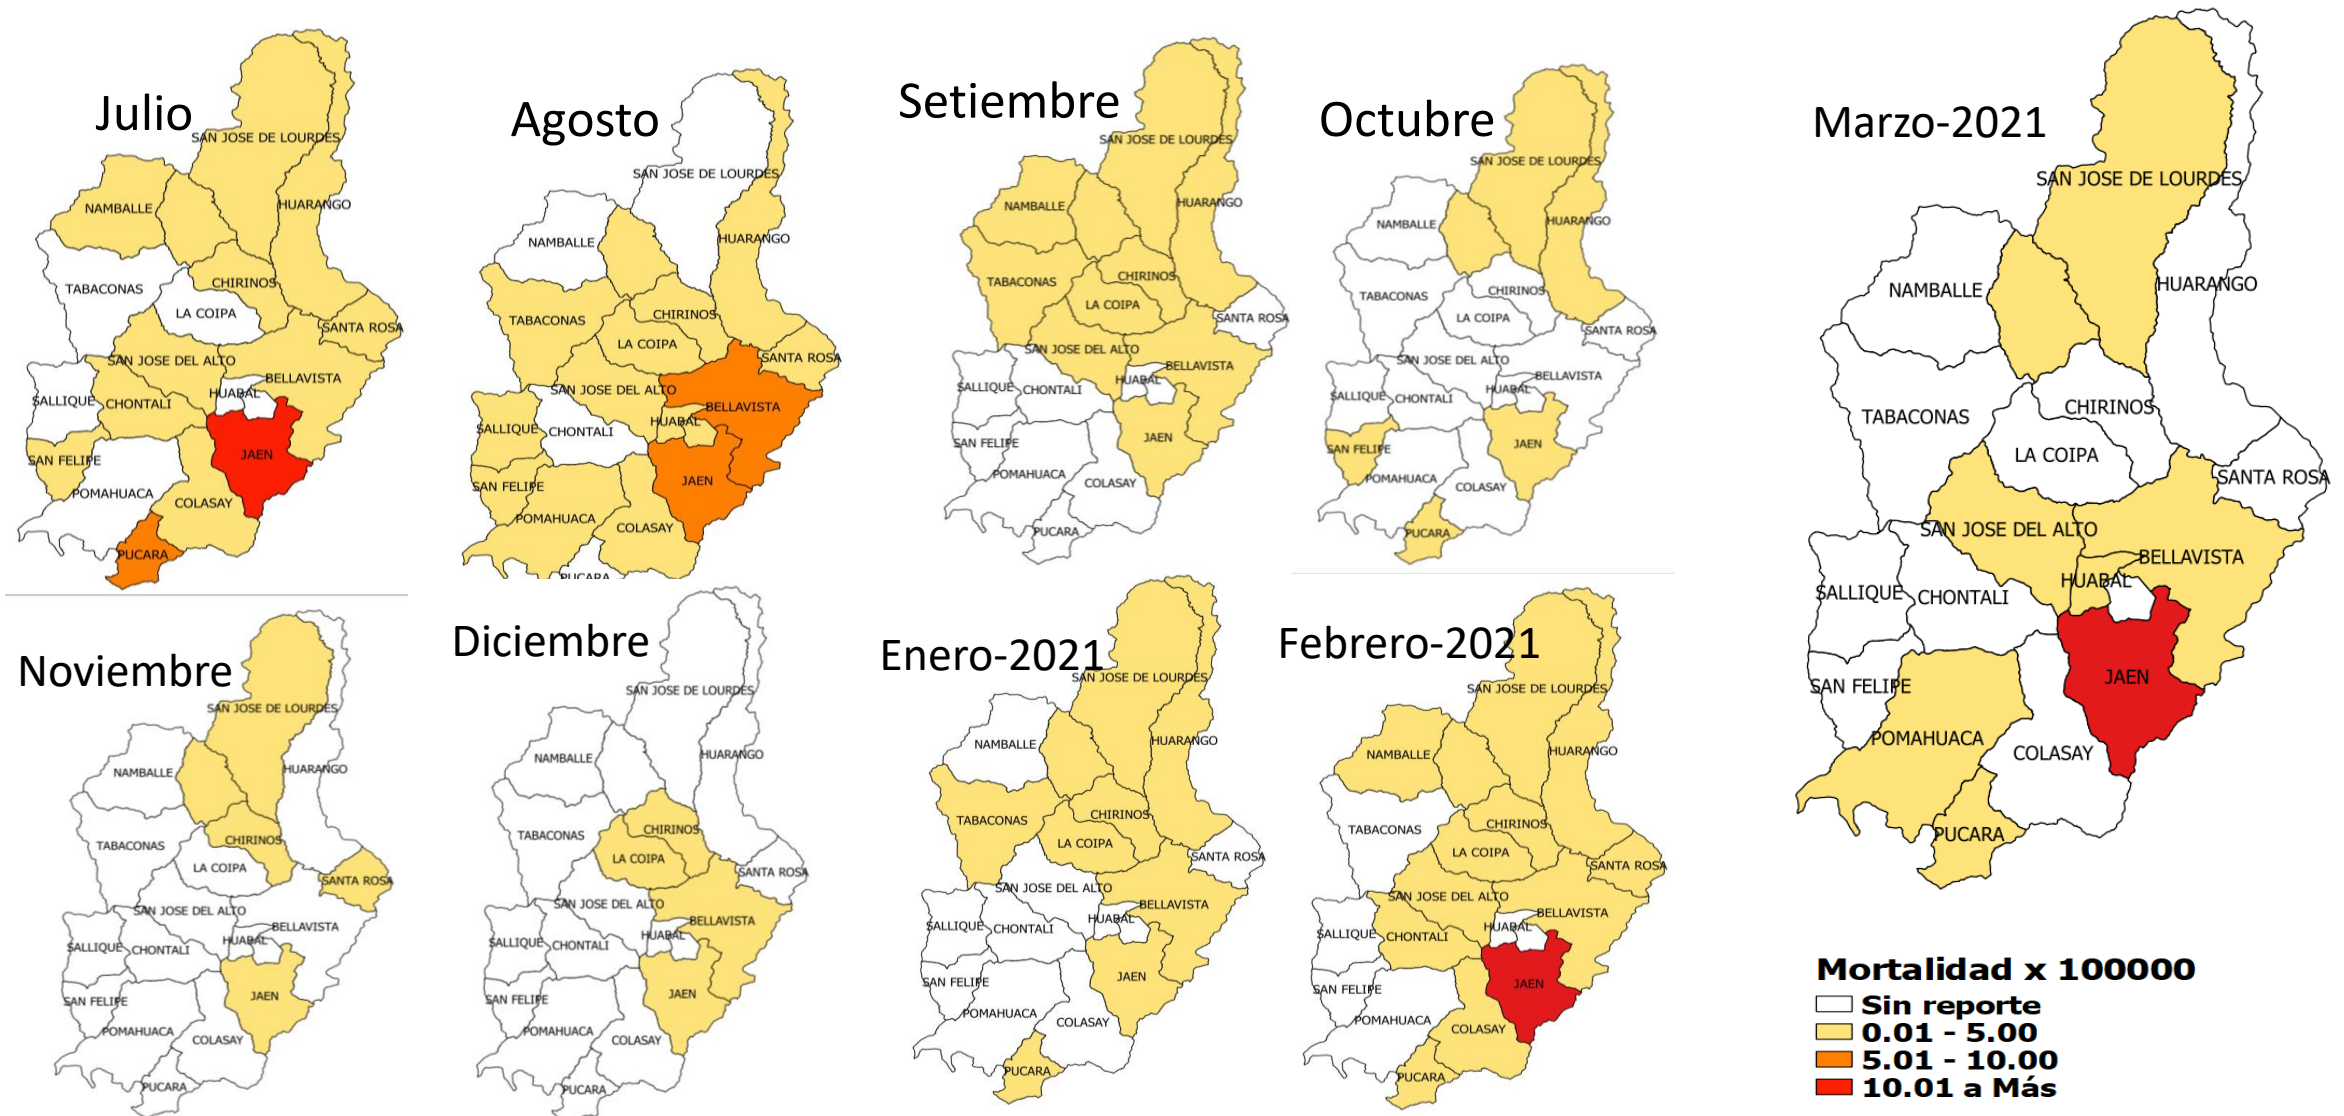 Julio
SAN JOSE DE LOURDES
NAMBALLE
HUARANGO
TABACONAS
CHIRINOS
LA COIPA
SANTA ROSA
SAN JOSE DEL ALTO
BELLAVISTA
HUABAL
SALLIQUE
CHONTALI
JAEN
SAN FELIPE
POMAHUACA
COLASAY
PUCARA
Agosto
SAN JOSE DE LOURDES
HUARANGO
NAMBALLE
TABACONAS
CHIRINOS
LA COIPA
SANTA ROSA
SAN JOSE DEL ALTO
BELLAVISTA
HUABAL
SALLIQUE
CHONTALI
JAEN
SAN FELIPE
POMAHUACA
COLASAY
PUCARA
Setiembre
SAN JOSE DE LOURDES
HUARANGO
NAMBALLE
CHIRINOS
TABACONAS
LA COIPA
SANTA ROSA
SAN JOSE DEL ALTO
BELLAVISTA
HUABAL
SALLIQUE
CHONTALI
JAEN
SAN FELIPE
POMAHUACA
COLASAY
PUCARA
Octubre
SAN JOSE DE LOURDES
HUARANGO
NAMBALLE
CHIRINOS
TABACONAS
LA COIPA
SANTA ROSA
SAN JOSE DEL ALTO
BELLAVISTA
HUABAL
SALLIQUE
CHONTALI
JAEN
SAN FELIPE
POMAHUACA
COLASAY
PUCARA
Marzo-2021
SAN JOSE DE LOURDES
HUARANGO
NAMBALLE
CHIRINOS
TABACONAS
LA COIPA
SANTA ROSA
SAN JOSE DEL ALTO
BELLAVISTA
HUABAL
SALLIQUE
CHONTALI
JAEN
SAN FELIPE
POMAHUACA
COLASAY
PUCARA
Noviembre
SAN JOSE DE LOURDES
HUARANGO
NAMBALLE
CHIRINOS
TABACONAS
LA COIPA
SANTA ROSA
SAN JOSE DEL ALTO
BELLAVISTA
HUABAL
SALLIQUE
CHONTALI
JAEN
SAN FELIPE
POMAHUACA
COLASAY
PUCARA
Diciembre
SAN JOSE DE LOURDES
HUARANGO
NAMBALLE
CHIRINOS
TABACONAS
LA COIPA
SANTA ROSA
SAN JOSE DEL ALTO
BELLAVISTA
HUABAL
SALLIQUE
CHONTALI
JAEN
SAN FELIPE
POMAHUACA
COLASAY
PUCARA
Enero-2021
SAN JOSE DE LOURDES
HUARANGO
NAMBALLE
CHIRINOS
TABACONAS
LA COIPA
SANTA ROSA
SAN JOSE DEL ALTO
BELLAVISTA
HUABAL
SALLIQUE
CHONTALI
JAEN
SAN FELIPE
POMAHUACA
COLASAY
PUCARA
Febrero-2021
SAN JOSE DE LOURDES
HUARANGO
NAMBALLE
CHIRINOS
TABACONAS
LA COIPA
SANTA ROSA
SAN JOSE DEL ALTO
BELLAVISTA
HUABAL
SALLIQUE
CHONTALI
JAEN
SAN FELIPE
POMAHUACA
COLASAY
PUCARA
Mortalidad x 100000
Sin reporte
0.01 - 5.00
5.01 - 10.00
10.01 a Más